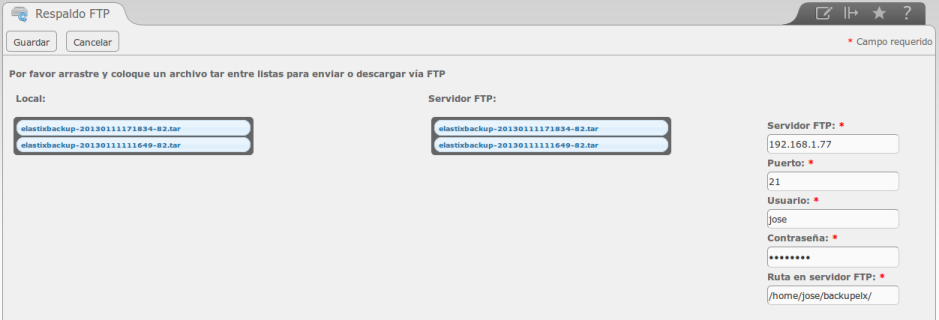 Respaldo FTP
?
Guardar
Cancelar
* Campo requerido
Por favor arrastre y coloque un archivo tar entre listas para enviar o descargar vía FTP
Local:
elastixbackup-20130111171834-82.tar
elastixbackup-20130111111649-82.tar
Servidor FTP:
elastixbackup-20130111171834-82.tar
elastixbackup-20130111111649-82.tar
Servidor FTP: *
192.168.1.77
Puerto: *
21
Usuario: *
jose
Contraseña: *
••••••••
Ruta en servidor FTP: *
/home/jose/backupelx/